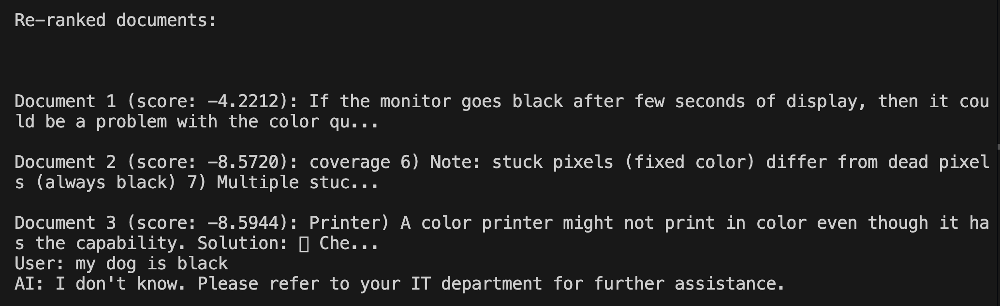 Re-ranked documents:
Document 1 (score: -4.2212): If the monitor goes black after few seconds of display, then it cou
ld be a problem with the color qu...
Document 2 (score: -8.5720): coverage 6) Note: stuck pixels (fixed color) differ from dead pixel
s (always black) 7) Multiple stuc...
Document 3 (score: -8.5944): Printer) A color printer might not print in color even though it ha
s the capability. Solution: ▯ Che...
User: my dog is black
AI: I don't know. Please refer to your IT department for further assistance.